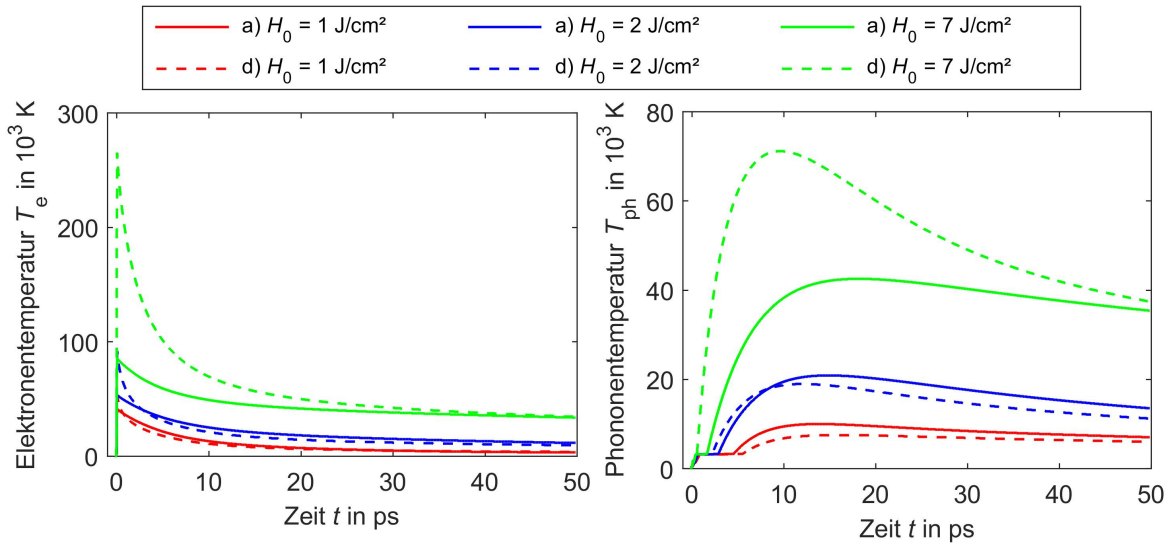 a) H₀ = 1 J/cm² a) H₀ = 2 J/cm² a) H₀ = 7 J/cm²
d) H₀ = 1 J/cm² d) H₀ = 2 J/cm² d) H₀ = 7 J/cm²
Elektronentemperatur Tₑ in 10³ K
300
200
100
0
0 10 20 30 40 50
Zeit t in ps
Phononentemperatur Tₚₕ in 10³ K
80
60
40
20
0
0 10 20 30 40 50
Zeit t in ps